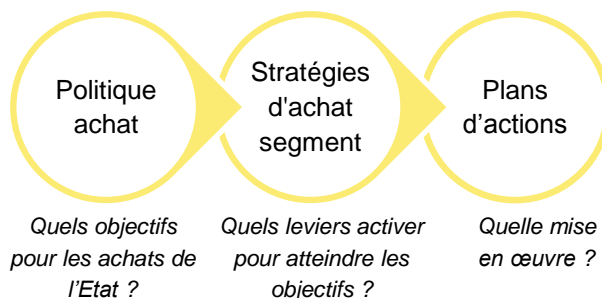 Politique
achat
Stratégies
d'achat
segment
Plans
d’actions
Quels objectifs
pour les achats de
l’Etat ?
Quels leviers activer
pour atteindre les
objectifs ?
Quelle mise
en œuvre ?